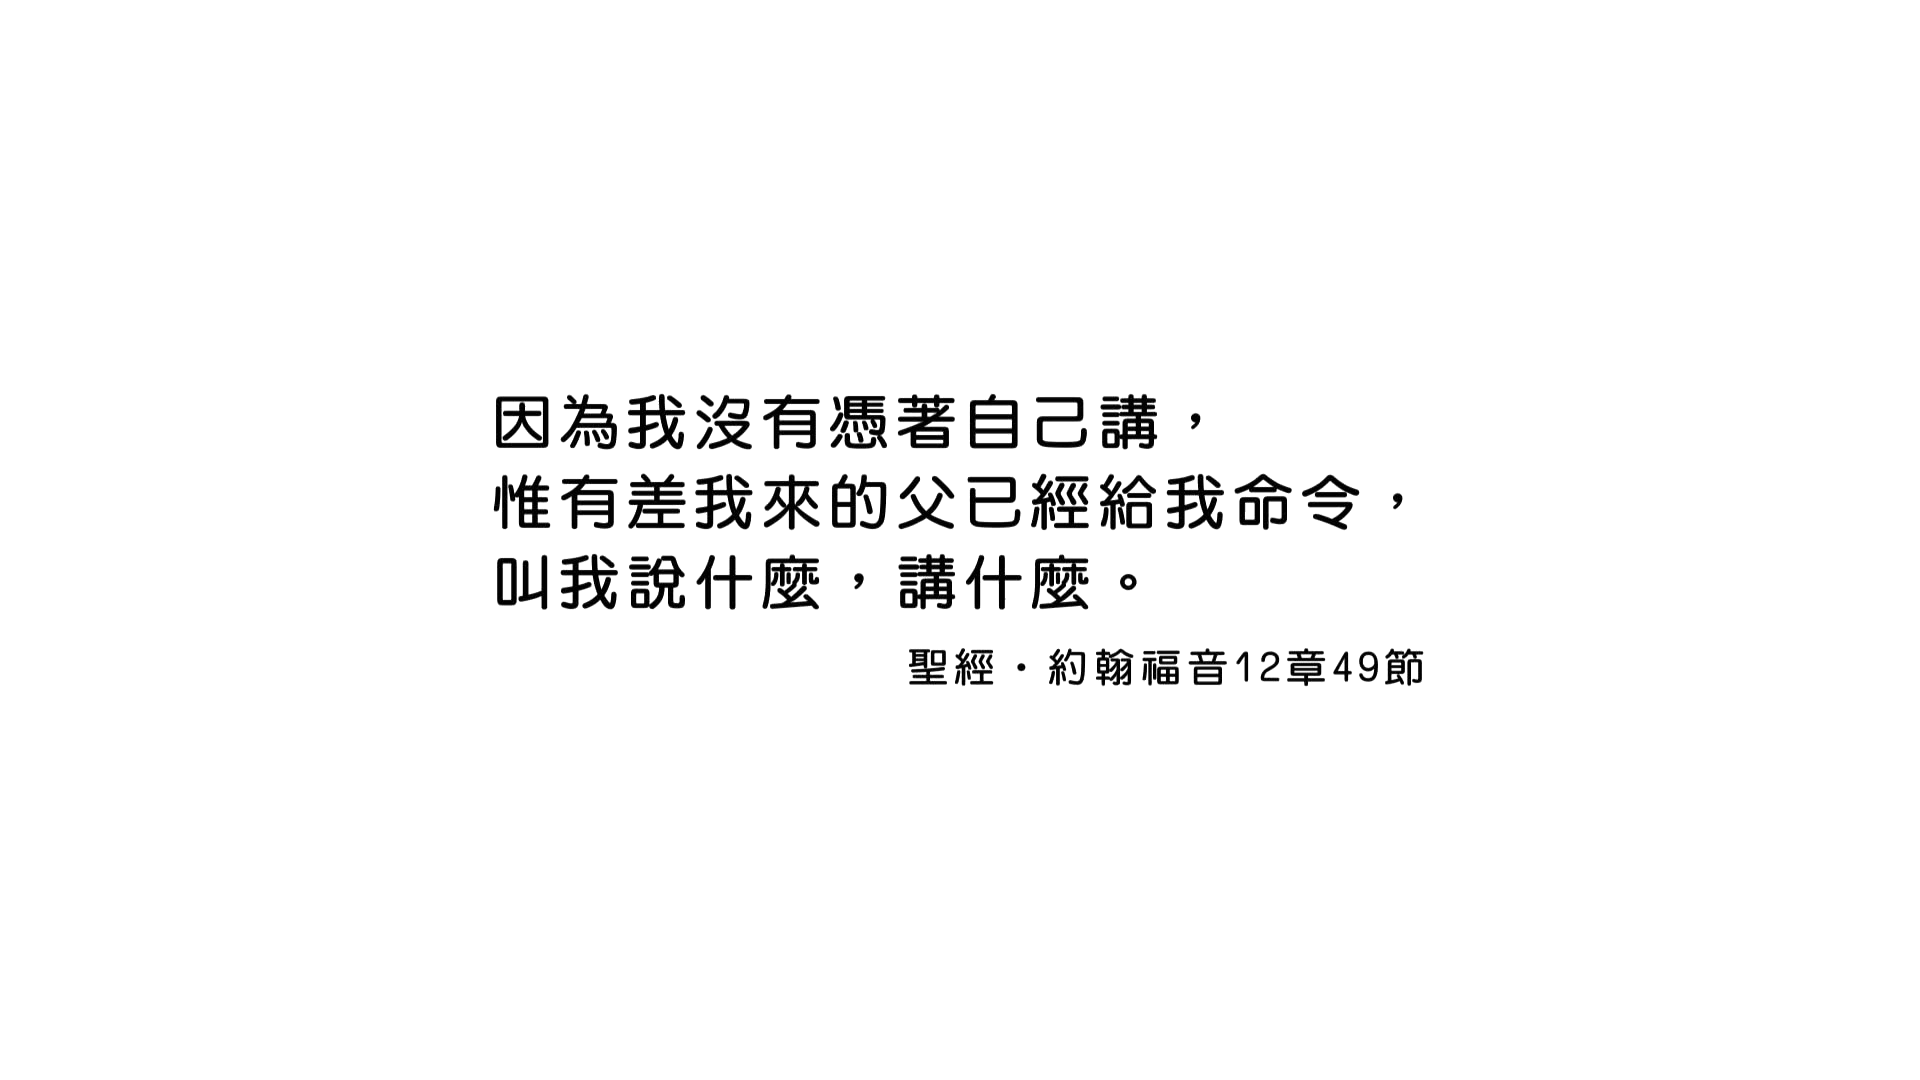 因為我沒有憑著自己講，
惟有差我來的父已經給我命令，
叫我說什麼，講什麼。
聖經・約翰福音12章49節